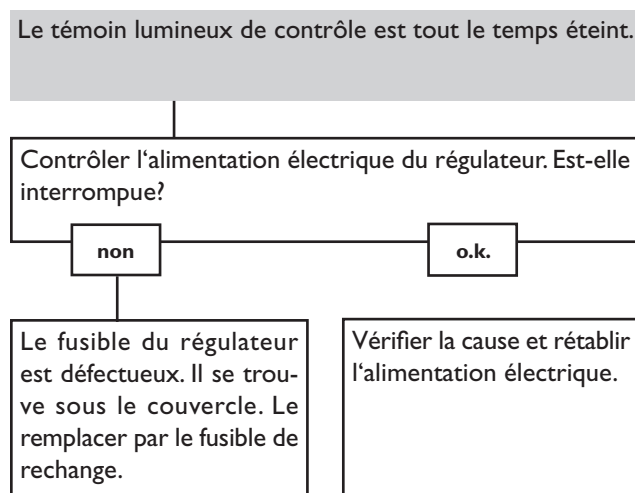 Le témoin lumineux de contrôle est tout le temps éteint.
Contrôler l‘alimentation électrique du régulateur. Est-elle
interrompue?
non
o.k.
Le fusible du régulateur
est défectueux. Il se trou-
ve sous le couvercle. Le
remplacer par le fusible de
rechange.
Vérifier la cause et rétablir
l‘alimentation électrique.